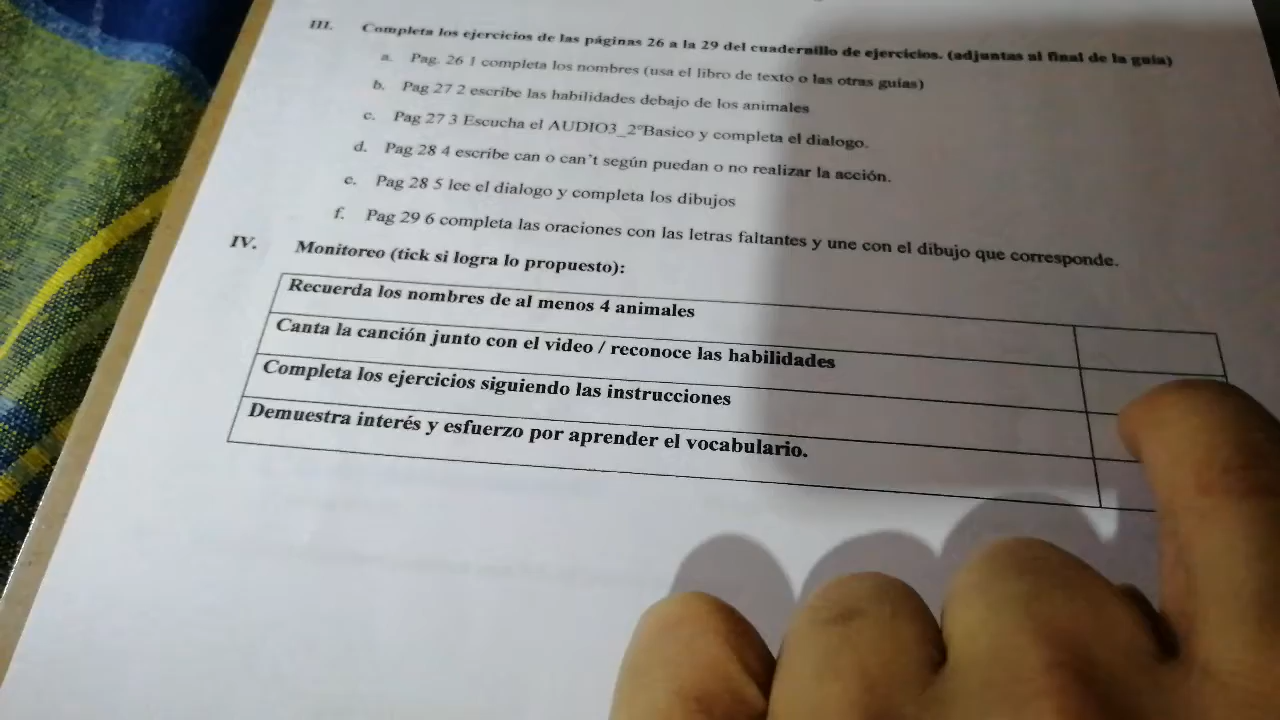 III. Completa los ejercicios de las páginas 26 a la 29 del cuadernillo de ejercicios. (adjuntas al final de la guía)
a. Pag. 26 1 completa los nombres (usa el libro de texto o las otras guías)
b. Pag 27 2 escribe las habilidades debajo de los animales
c. Pag 27 3 Escucha el AUDIO3_2°Basico y completa el dialogo.
d. Pag 28 4 escribe can o can't según puedan o no realizar la acción.
e. Pag 28 5 lee el dialogo y completa los dibujos
f. Pag 29 6 completa las oraciones con las letras faltantes y une con el dibujo que corresponde.
IV. Monitoreo (tick si logra lo propuesto):
Recuerda los nombres de al menos 4 animales
Canta la canción junto con el video / reconoce las habilidades
Completa los ejercicios siguiendo las instrucciones
Demuestra interés y esfuerzo por aprender el vocabulario.